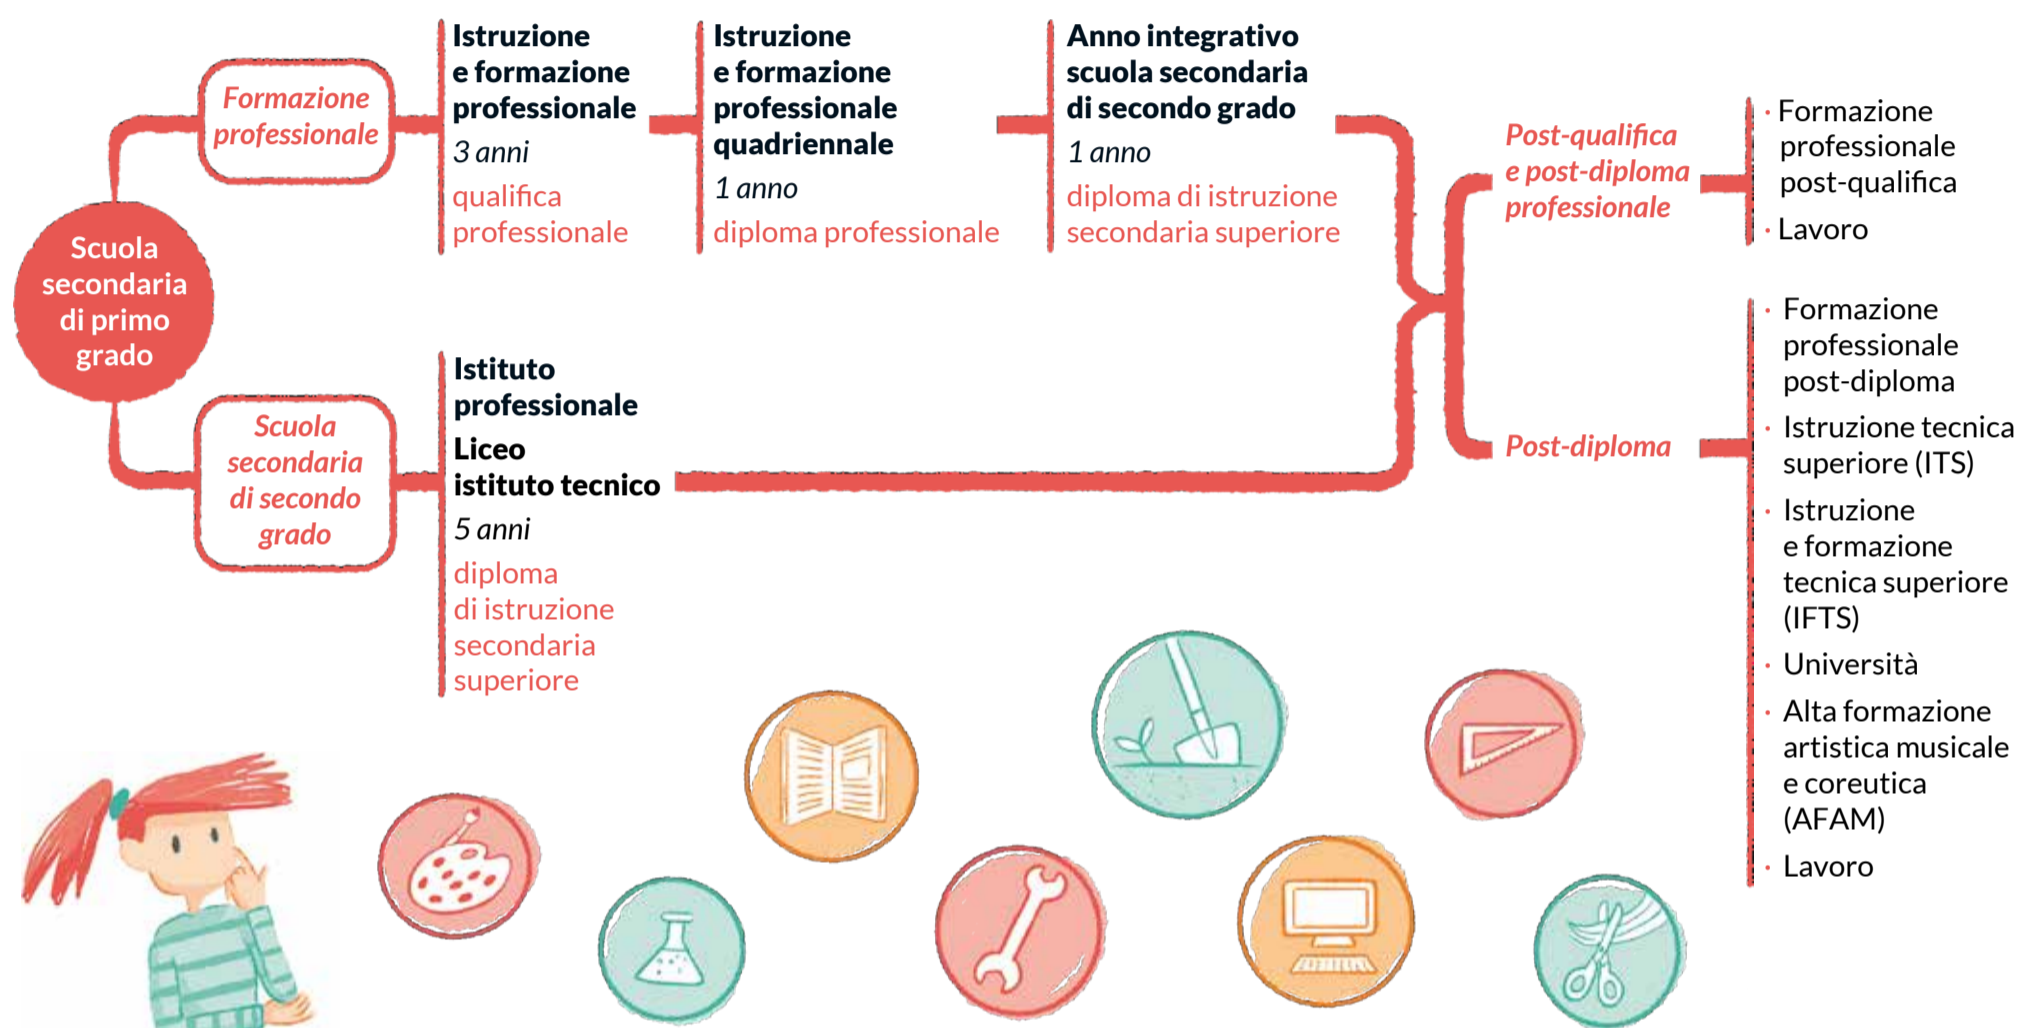 Scuola
secondaria
di primo
grado
Formazione
professionale
Istruzione
e formazione
professionale
3 anni
qualifica
professionale
Istruzione
e formazione
professionale
quadriennale
1 anno
diploma professionale
Anno integrativo
scuola secondaria
di secondo grado
1 anno
diploma di istruzione
secondaria superiore
Scuola
secondaria
di secondo
grado
Istituto
professionale
Liceo
istituto tecnico
5 anni
diploma
di istruzione
secondaria
superiore
Post-qualifica
e post-diploma
professionale
· Formazione
professionale
post-qualifica
· Lavoro
Post-diploma
· Formazione
professionale
post-diploma
· Istruzione tecnica
superiore (ITS)
· Istruzione
e formazione
tecnica superiore
(IFTS)
· Università
· Alta formazione
artistica musicale
e coreutica
(AFAM)
· Lavoro